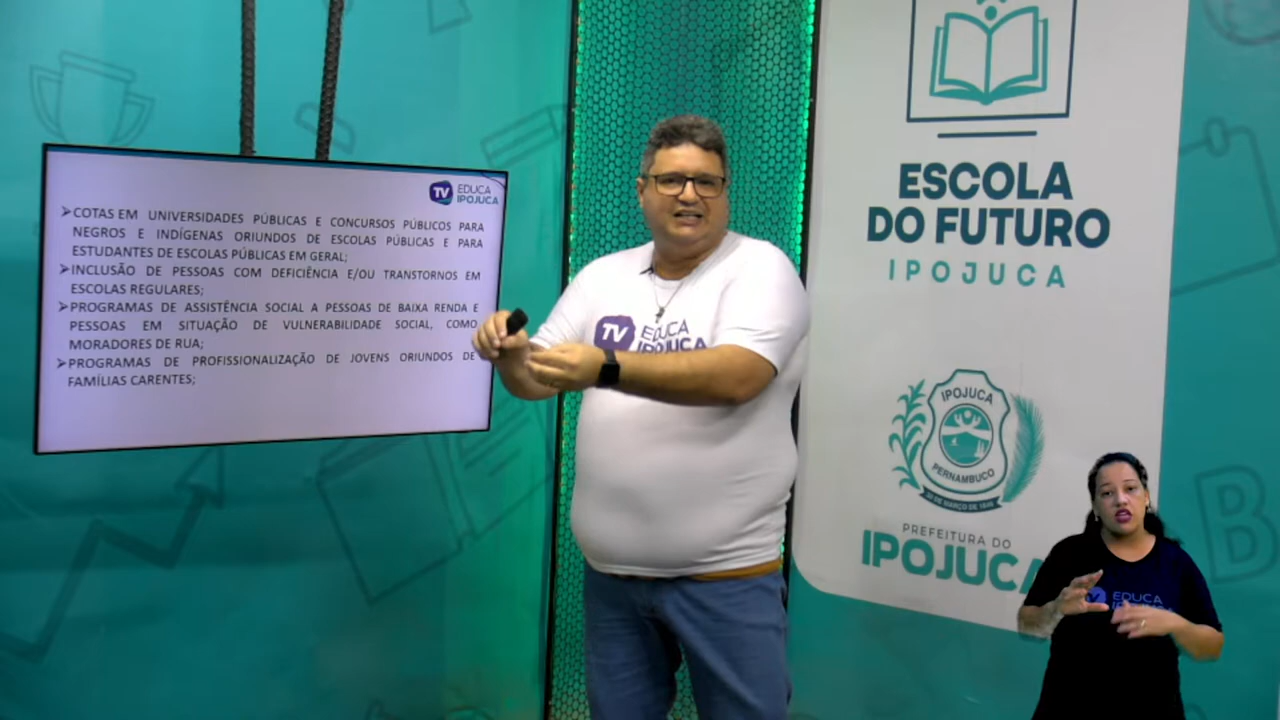 TV EDUCA
IPOJUCA
➤COTAS EM UNIVERSIDADES PÚBLICAS E CONCURSOS PÚBLICOS PARA
NEGROS E INDÍGENAS ORIUNDOS DE ESCOLAS PÚBLICAS E PARA
ESTUDANTES DE ESCOLAS PÚBLICAS EM GERAL;
➤INCLUSÃO DE PESSOAS COM DEFICIÊNCIA E/OU TRANSTORNOS EM
ESCOLAS REGULARES;
➤PROGRAMAS DE ASSISTÊNCIA SOCIAL A PESSOAS DE BAIXA RENDA E
PESSOAS EM SITUAÇÃO DE VULNERABILIDADE SOCIAL, COMO
MORADORES DE RUA;
➤PROGRAMAS DE PROFISSIONALIZAÇÃO DE JOVENS ORIUNDOS DE
FAMÍLIAS CARENTES;
TV EDUCA
IPOJUCA
ESCOLA
DO FUTURO
IPOJUCA
IPOJUCA
PERNAMBUCO
PREFEITURA DO
IPOJUCA
EDUCA
B